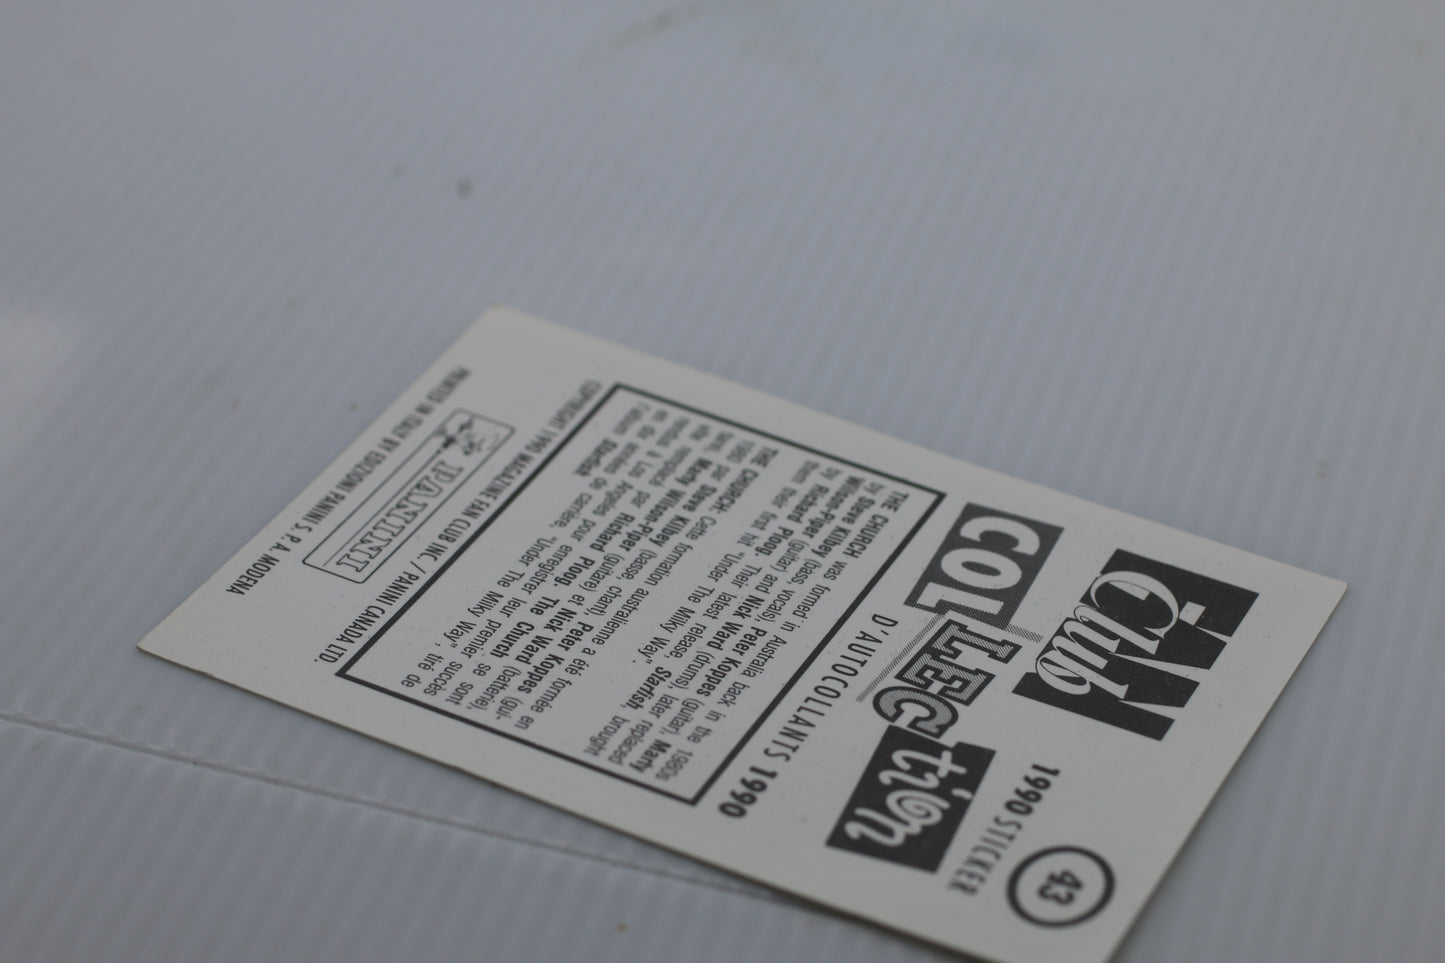 Club
COLLECtion
D'AUTOCOLLANTS 1990
1990 STICKER
43
THE CHURCH was formed in Australia back in the 1980s
by Steve Kilbey (bass, vocals), Peter Koppes (guitar), Marty
Wilson-Piper (guitar) and Nick Ward (drums), later replaced
by Richard Ploog. Their latest release, Starfish, brought
them their first hit "Under The Milky Way".
THE CHURCH. Cette formation australienne a été formée en
1980 par Steve Kilbey (basse, chant), Peter Koppes (gui-
tare), Marty Wilson-Piper (guitare) et Nick Ward (batterie),
vite remplacé par Richard Ploog. The Church se sont
rendus à Los Angeles pour enregistrer leur premier succès
en dix années de carrière, "Under The Milky Way", tiré de
l'album Starfish.
COPYRIGHT 1990 MAGAZINE FAN CLUB INC / PANINI CANADA LTD.
PANINI
PRINTED IN ITALY BY EDIZIONI PANINI S. P. A. MODENA